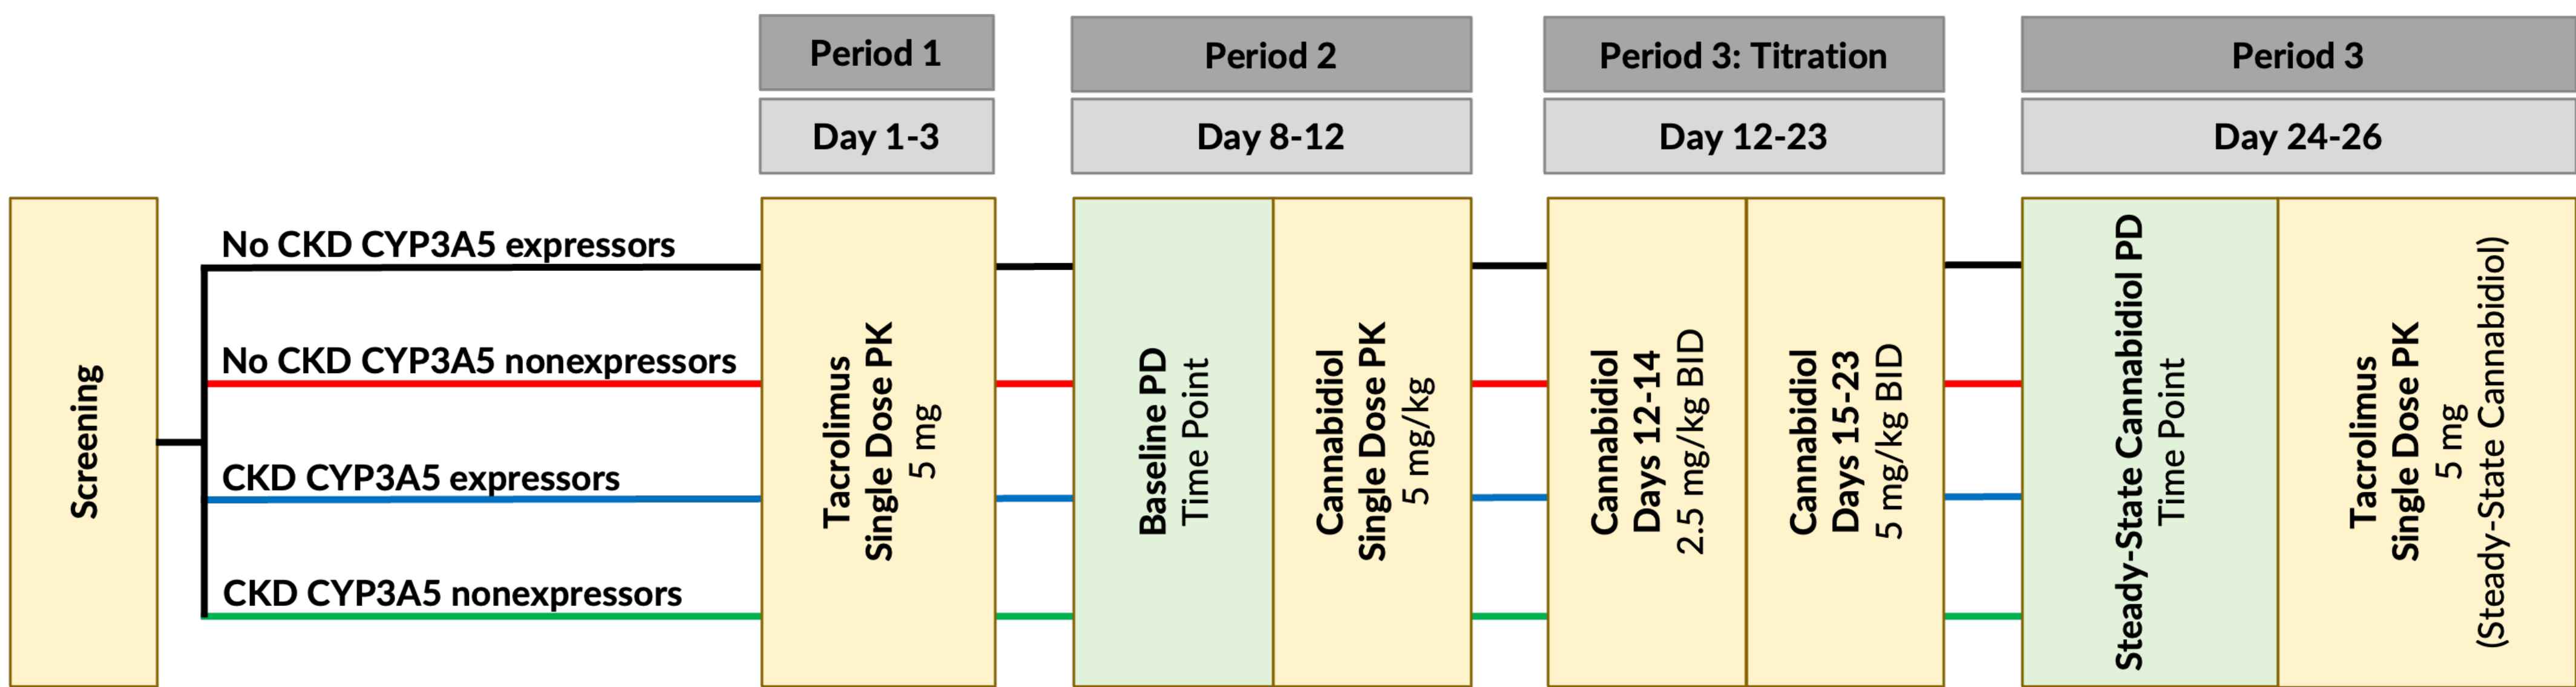 Period 1
Period 2
Period 3: Titration
Period 3
Day 1-3
Day 8-12
Day 12-23
Day 24-26
Screening
No CKD CYP3A5 expressors
No CKD CYP3A5 nonexpressors
CKD CYP3A5 expressors
CKD CYP3A5 nonexpressors
Tacrolimus
Single Dose PK
5 mg
Baseline PD
Time Point
Cannabidiol
Single Dose PK
5 mg/kg
Cannabidiol
Days 12-14
2.5 mg/kg BID
Cannabidiol
Days 15-23
5 mg/kg BID
Steady-State Cannabidiol PD
Time Point
Tacrolimus
Single Dose PK
5 mg
(Steady-State Cannabidiol)